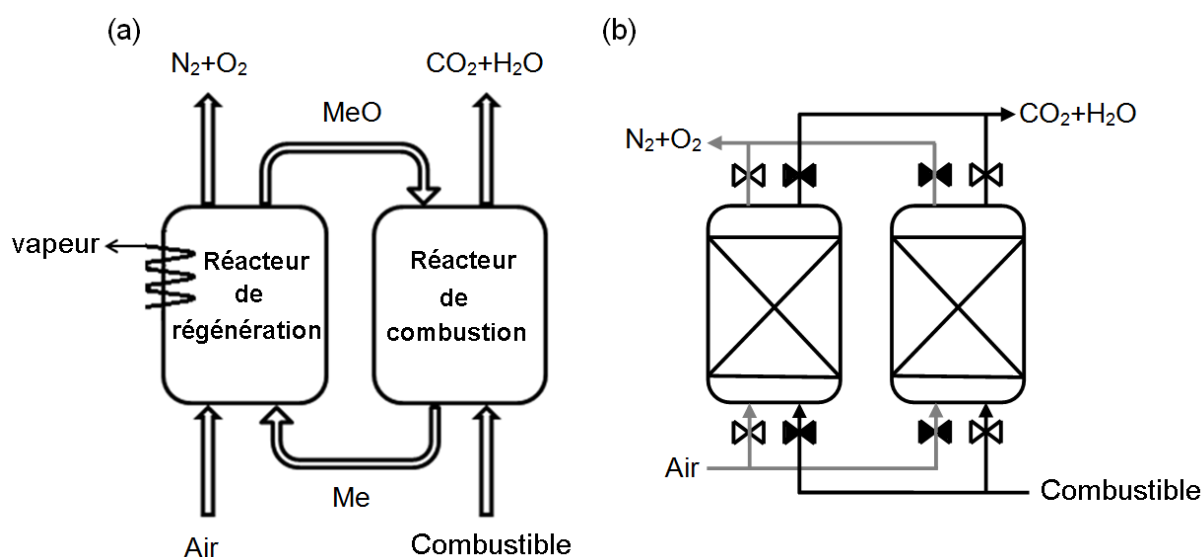 (a)
N₂+O₂
CO₂+H₂O
MeO
vapeur
Réacteur
de
régénération
Réacteur
de
combustion
Me
Air
Combustible
(b)
CO₂+H₂O
N₂+O₂
Air
Combustible